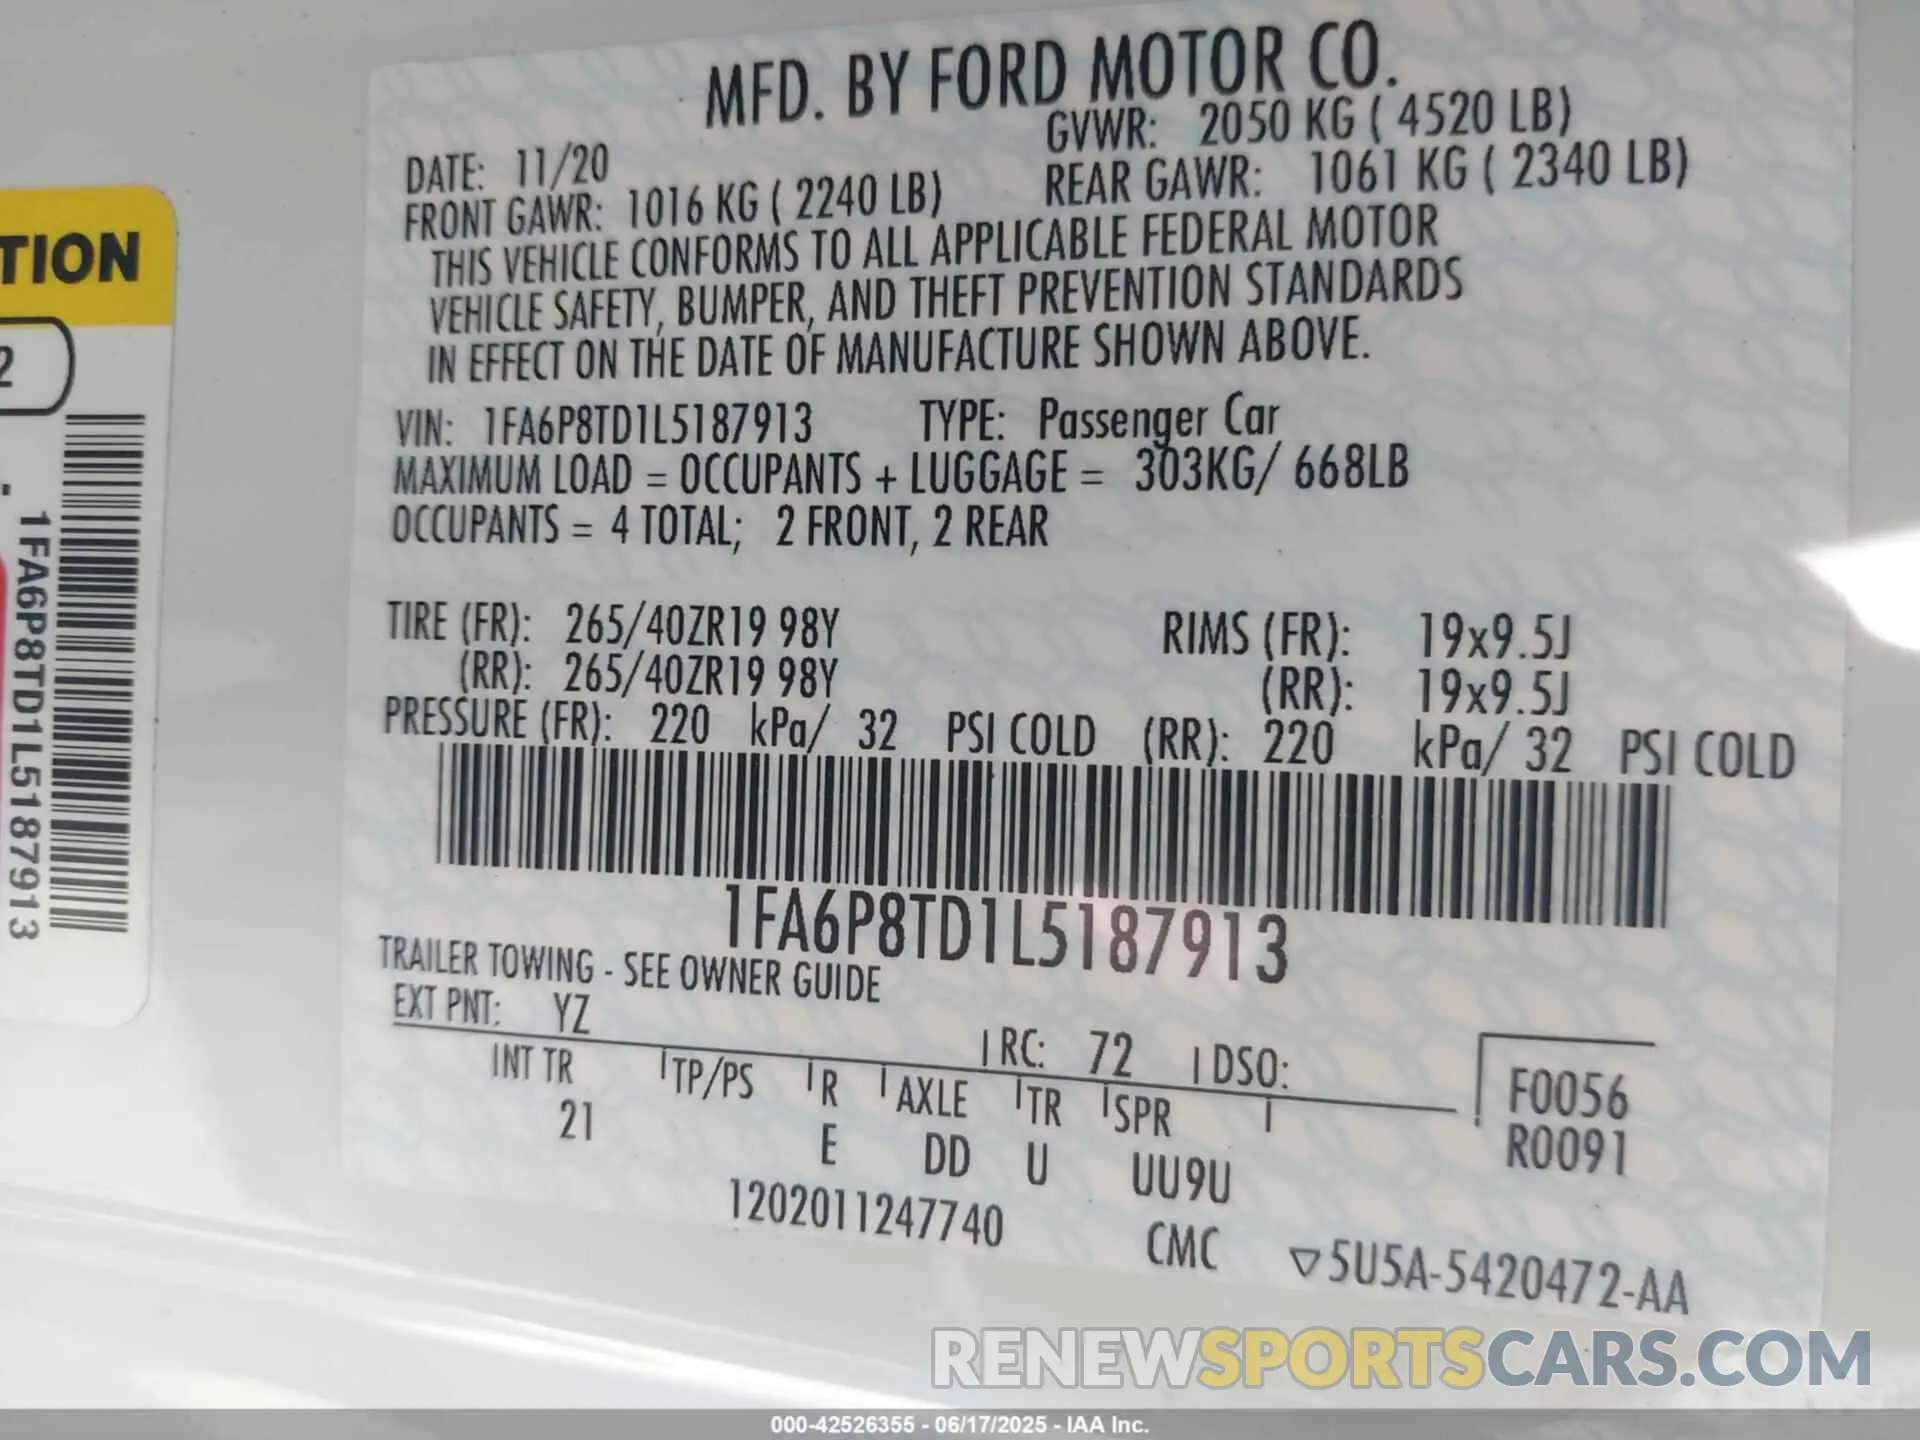 MFD. BY FORD MOTOR CO.
DATE: 11/20 GVWR: 2050 KG ( 4520 LB)
FRONT GAWR: 1016 KG ( 2240 LB) REAR GAWR: 1061 KG ( 2340 LB)
THIS VEHICLE CONFORMS TO ALL APPLICABLE FEDERAL MOTOR
VEHICLE SAFETY, BUMPER, AND THEFT PREVENTION STANDARDS
IN EFFECT ON THE DATE OF MANUFACTURE SHOWN ABOVE.
VIN: 1FA6P8TD1L5187913 TYPE: Passenger Car
MAXIMUM LOAD = OCCUPANTS + LUGGAGE = 303KG/ 668LB
OCCUPANTS = 4 TOTAL; 2 FRONT, 2 REAR
TIRE (FR): 265/40ZR19 98Y RIMS (FR): 19x9.5J
(RR): 265/40ZR19 98Y (RR): 19x9.5J
PRESSURE (FR): 220 kPa/ 32 PSI COLD (RR): 220 kPa/ 32 PSI COLD
1FA6P8TD1L5187913
TRAILER TOWING - SEE OWNER GUIDE
EXT PNT: YZ RC: 72 DSO:
INT TR TP/PS R AXLE TR SPR
21 E DD U UU9U
F0056
R0091
1202011247740 CMC ▽5U5A-5420472-AA
TION
2
1FA6P8TD1L5187913
RENEWSPORTSCARS.COM
000-42526355 - 06/17/2025 - IAA Inc.